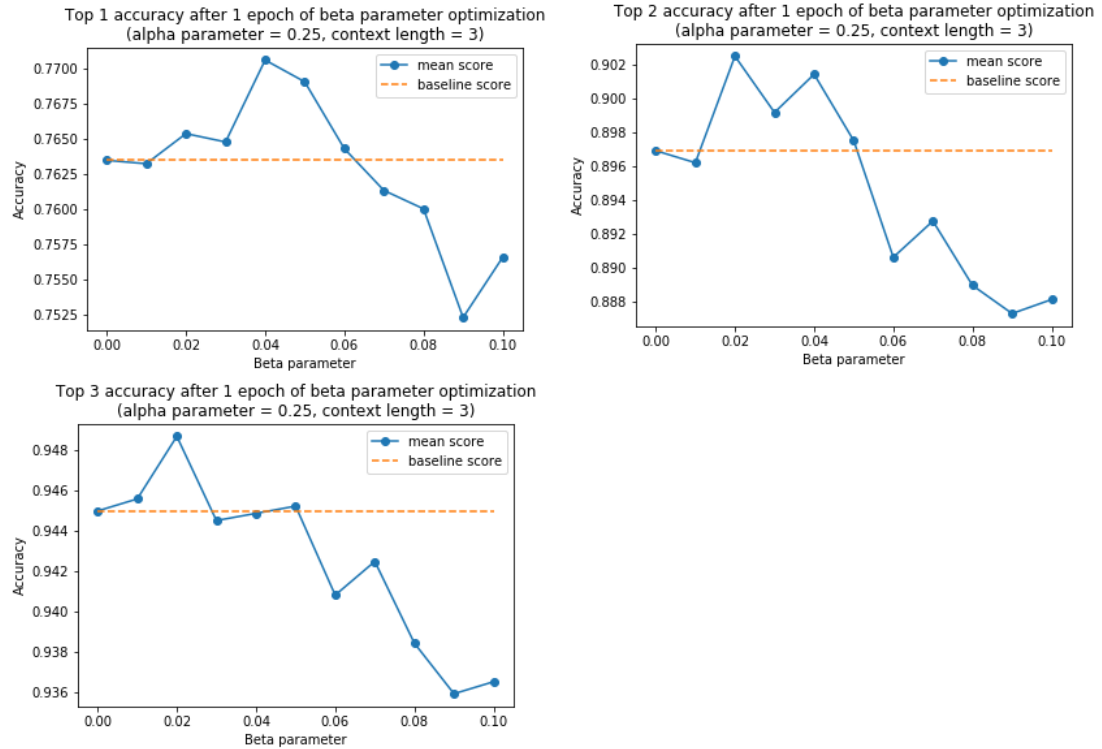 Top 1 accuracy after 1 epoch of beta parameter optimization
(alpha parameter = 0.25, context length = 3)
0.7700
0.7675
0.7650
0.7625
0.7600
0.7575
0.7550
0.7525
Accuracy
mean score
baseline score
0.00 0.02 0.04 0.06 0.08 0.10
Beta parameter
Top 2 accuracy after 1 epoch of beta parameter optimization
(alpha parameter = 0.25, context length = 3)
0.902
0.900
0.898
0.896
0.894
0.892
0.890
0.888
Accuracy
mean score
baseline score
0.00 0.02 0.04 0.06 0.08 0.10
Beta parameter
Top 3 accuracy after 1 epoch of beta parameter optimization
(alpha parameter = 0.25, context length = 3)
0.948
0.946
0.944
0.942
0.940
0.938
0.936
Accuracy
mean score
baseline score
0.00 0.02 0.04 0.06 0.08 0.10
Beta parameter